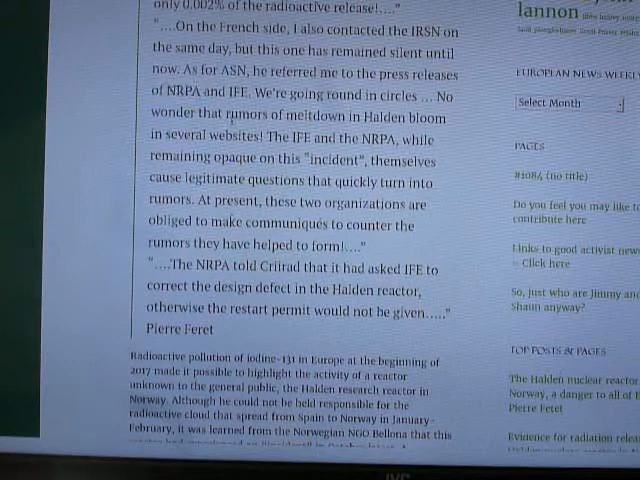 only 0.002% of the radioactive release!...."
"....On the French side, I also contacted the IRSN on
the same day, but this one has remained silent until
now. As for ASN, he referred me to the press releases
of NRPA and IFE. We're going round in circles ... No
wonder that rumors of meltdown in Halden bloom
in several websites! The IFE and the NRPA, while
remaining opaque on this "incident", themselves
cause legitimate questions that quickly turn into
rumors. At present, these two organizations are
obliged to make communiqués to counter the
rumors they have helped to form!...."
"....The NRPA told Criirad that it had asked IFE to
correct the design defect in the Halden reactor,
otherwise the restart permit would not be given....."
Pierre Feret
Radioactive pollution of iodine-131 in Europe at the beginning of
2017 made it possible to highlight the activity of a reactor
unknown to the general public, the Halden research reactor in
Norway. Although he could not be held responsible for the
radioactive cloud that spread from Spain to Norway in January-
February, it was learned from the Norwegian NGO Bellona that this
lannon
EUROPEAN NEWS WEEKLY
Select Month
PAGES
#1084 (no title)
Do you feel you may like to
contribute here
Links to good activist news
– Click here
So, just who are Jimmy and
Shaun anyway?
TOP POSTS & PAGES
The Halden nuclear reactor
Norway, a danger to all of E
Pierre Fetet
Evidence for radiation releas
JVC